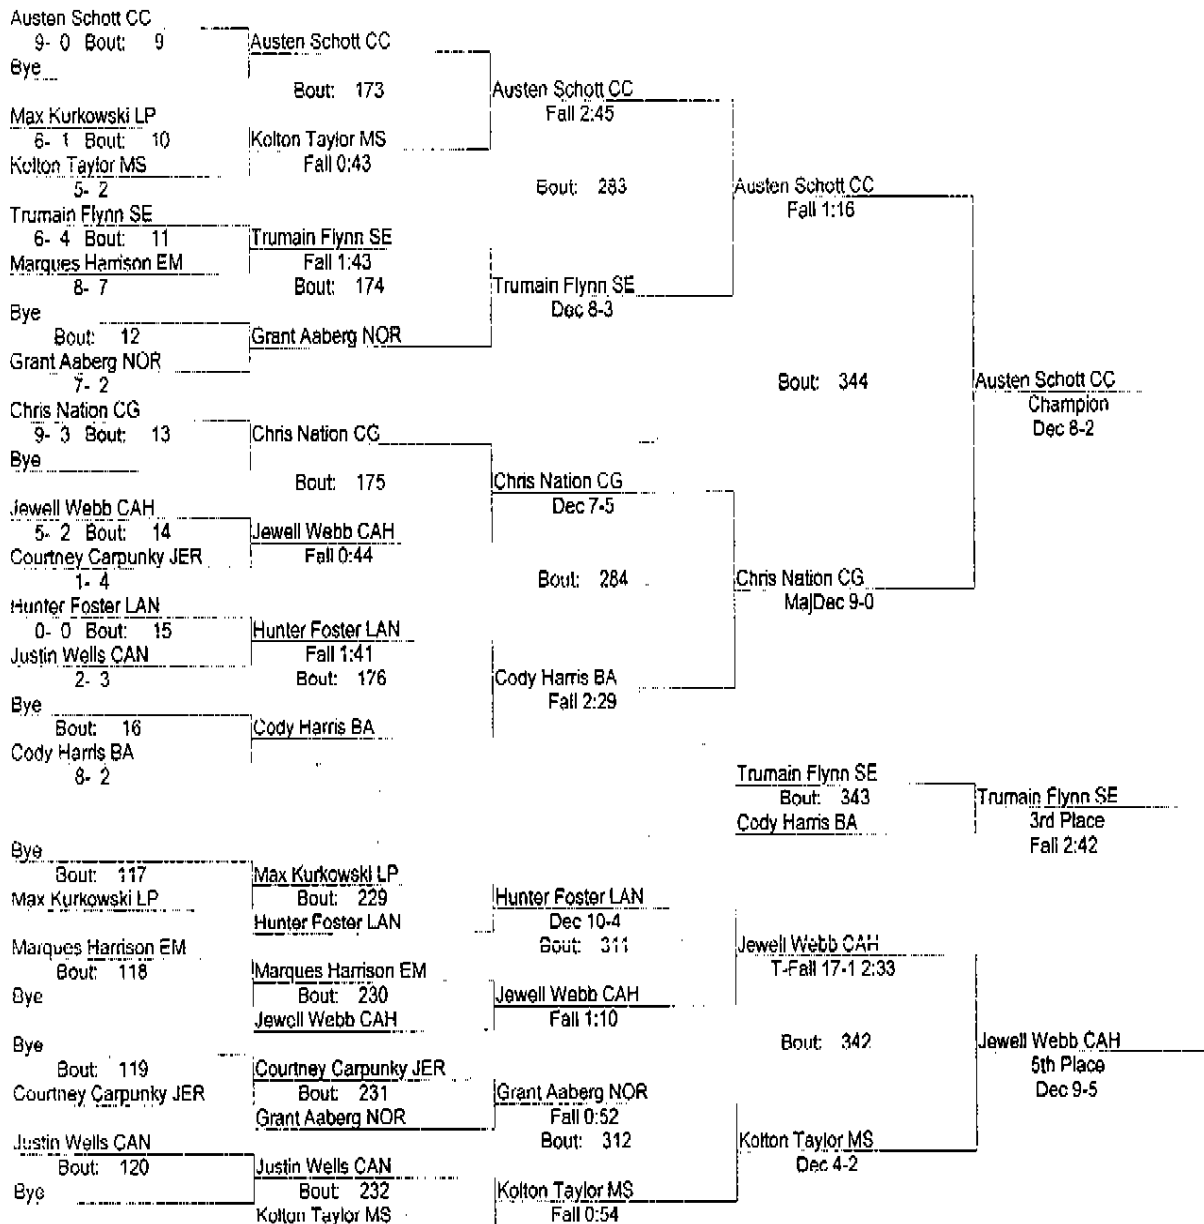 Austen Schott CC
9- 0 Bout: 9
Bye
Max Kurkowski LP
6- 1 Bout: 10
Kolton Taylor MS
5- 2
Trumain Flynn SE
6- 4 Bout: 11
Marques Harrison EM
8- 7
Bye
Bout: 12
Grant Aaberg NOR
7- 2
Chris Nation CG
9- 3 Bout: 13
Bye
Jewell Webb CAH
5- 2 Bout: 14
Courtney Carpunky JER
1- 4
Hunter Foster LAN
0- 0 Bout: 15
Justin Wells CAN
2- 3
Bye
Bout: 16
Cody Harris BA
8- 2
Austen Schott CC
Bout: 173
Kolton Taylor MS
Fall 0:43
Trumain Flynn SE
Fall 1:43
Bout: 174
Grant Aaberg NOR
Chris Nation CG
Bout: 175
Jewell Webb CAH
Fall 0:44
Hunter Foster LAN
Fall 1:41
Bout: 176
Cody Harris BA
Austen Schott CC
Fall 2:45
Bout: 283
Trumain Flynn SE
Dec 8-3
Chris Nation CG
Dec 7-5
Bout: 284
Cody Harris BA
Fall 2:29
Austen Schott CC
Fall 1:16
Bout: 344
Chris Nation CG
MajDec 9-0
Austen Schott CC
Champion
Dec 8-2
Trumain Flynn SE
Bout: 343
Cody Harris BA
Trumain Flynn SE
3rd Place
Fall 2:42
Bye
Bout: 117
Max Kurkowski LP
Marques Harrison EM
Bout: 118
Bye
Bye
Bout: 119
Courtney Carpunky JER
Justin Wells CAN
Bout: 120
Bye
Max Kurkowski LP
Bout: 229
Hunter Foster LAN
Marques Harrison EM
Bout: 230
Jewell Webb CAH
Courtney Carpunky JER
Bout: 231
Grant Aaberg NOR
Justin Wells CAN
Bout: 232
Kolton Taylor MS
Hunter Foster LAN
Dec 10-4
Bout: 311
Jewell Webb CAH
Fall 1:10
Grant Aaberg NOR
Fall 0:52
Bout: 312
Kolton Taylor MS
Fall 0:54
Jewell Webb CAH
T-Fall 17-1 2:33
Bout: 342
Kolton Taylor MS
Dec 4-2
Jewell Webb CAH
5th Place
Dec 9-5